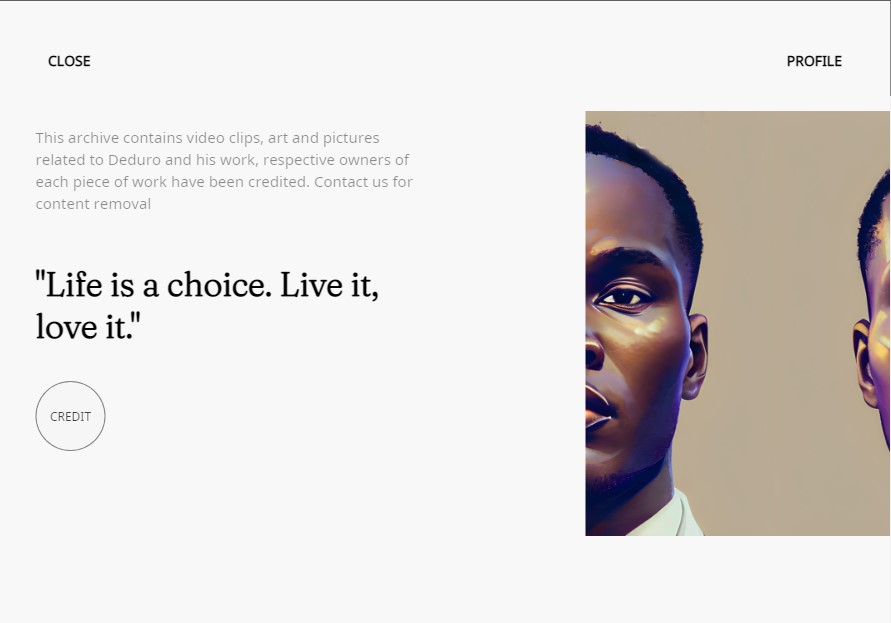 CLOSE
PROFILE
This archive contains video clips, art and pictures
related to Deduro and his work, respective owners of
each piece of work have been credited. Contact us for
content removal
"Life is a choice. Live it,
love it."
CREDIT